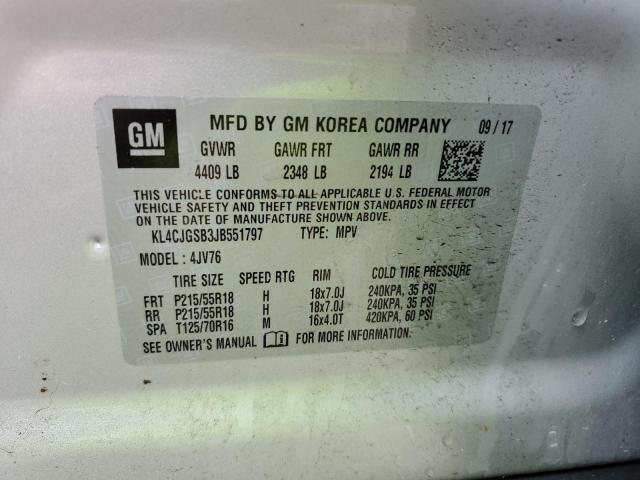 GM
MFD BY GM KOREA COMPANY 09/17
GVWR GAWR FRT GAWR RR
4409 LB 2348 LB 2194 LB
THIS VEHICLE CONFORMS TO ALL APPLICABLE U.S. FEDERAL MOTOR
VEHICLE SAFETY AND THEFT PREVENTION STANDARDS IN EFFECT
ON THE DATE OF MANUFACTURE SHOWN ABOVE.
KL4CJGSB3JB551797 TYPE: MPV
MODEL : 4JV76
TIRE SIZE SPEED RTG RIM COLD TIRE PRESSURE
FRT P215/55R18 H 18x7.0J 240KPA, 35 PSI
RR P215/55R18 H 18x7.0J 240KPA, 35 PSI
SPA T125/70R16 M 16x4.0T 420KPA, 60 PSI
SEE OWNER'S MANUAL FOR MORE INFORMATION.